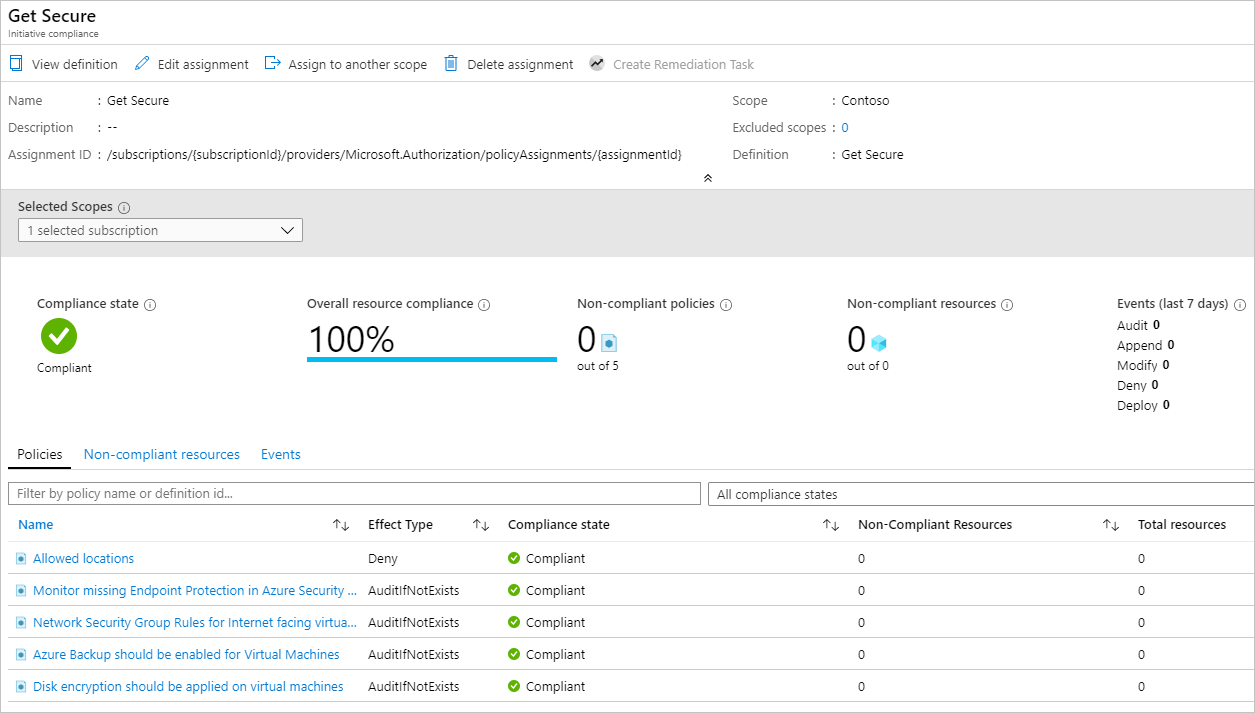 Get Secure
Initiative compliance
View definition Edit assignment Assign to another scope Delete assignment Create Remediation Task
Name : Get Secure Scope : Contoso
Description : -- Excluded scopes : 0
Assignment ID : /subscriptions/{subscriptionId}/providers/Microsoft.Authorization/policyAssignments/{assignmentId} Definition : Get Secure
Selected Scopes
1 selected subscription
Compliance state Overall resource compliance Non-compliant policies Non-compliant resources Events (last 7 days)
Compliant
100%
0
out of 5
0
out of 0
Audit 0
Append 0
Modify 0
Deny 0
Deploy 0
Policies Non-compliant resources Events
Filter by policy name or definition id... All compliance states
Name Effect Type Compliance state Non-Compliant Resources Total resources
Allowed locations Deny Compliant 0 0
Monitor missing Endpoint Protection in Azure Security ... AuditIfNotExists Compliant 0 0
Network Security Group Rules for Internet facing virtua... AuditIfNotExists Compliant 0 0
Azure Backup should be enabled for Virtual Machines AuditIfNotExists Compliant 0 0
Disk encryption should be applied on virtual machines AuditIfNotExists Compliant 0 0